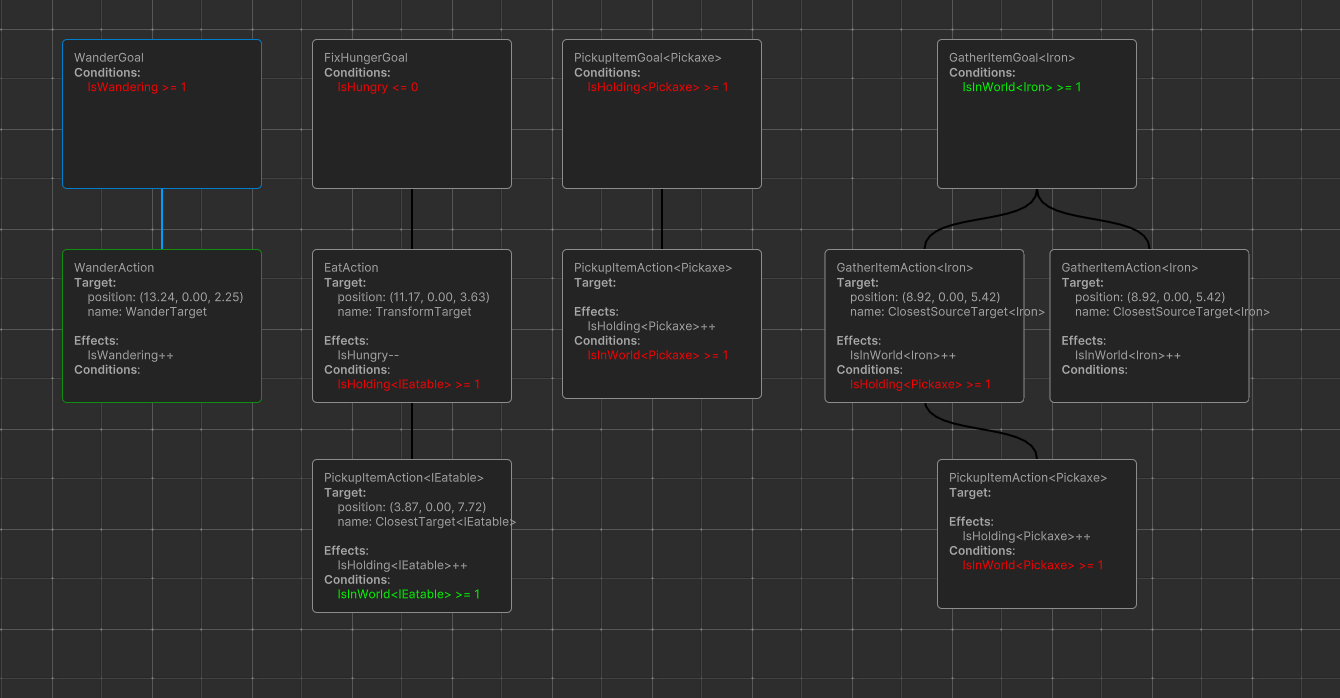 WanderGoal
Conditions:
IsWandering >= 1
FixHungerGoal
Conditions:
IsHungry <= 0
PickupItemGoal<Pickaxe>
Conditions:
IsHolding<Pickaxe> >= 1
GatherItemGoal<Iron>
Conditions:
IsInWorld<Iron> >= 1
WanderAction
Target:
position: (13.24, 0.00, 2.25)
name: WanderTarget
Effects:
IsWandering++
Conditions:
EatAction
Target:
position: (11.17, 0.00, 3.63)
name: TransformTarget
Effects:
IsHungry--
Conditions:
IsHolding<IEatable> >= 1
PickupItemAction<Pickaxe>
Target:
Effects:
IsHolding<Pickaxe>++
Conditions:
IsInWorld<Pickaxe> >= 1
GatherItemAction<Iron>
Target:
position: (8.92, 0.00, 5.42)
name: ClosestSourceTarget<Iron>
Effects:
IsInWorld<Iron>++
Conditions:
IsHolding<Pickaxe> >= 1
GatherItemAction<Iron>
Target:
position: (8.92, 0.00, 5.42)
name: ClosestSourceTarget<Iron>
Effects:
IsInWorld<Iron>++
Conditions:
PickupItemAction<IEatable>
Target:
position: (3.87, 0.00, 7.72)
name: ClosestTarget<IEatable>
Effects:
IsHolding<IEatable>++
Conditions:
IsInWorld<IEatable> >= 1
PickupItemAction<Pickaxe>
Target:
Effects:
IsHolding<Pickaxe>++
Conditions:
IsInWorld<Pickaxe> >= 1